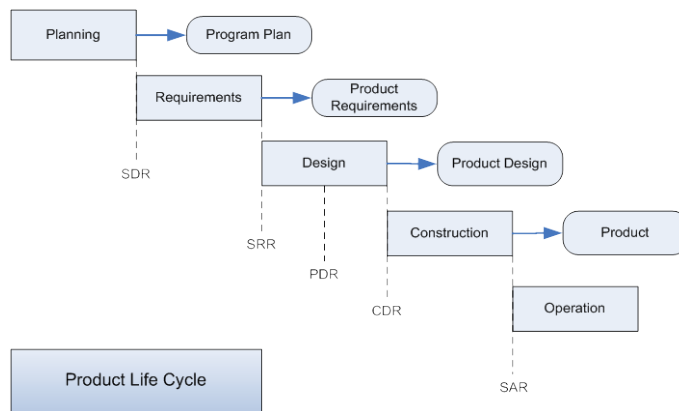 Planning
Program Plan
Requirements
Product
Requirements
SDR
Design
Product Design
SRR
PDR
Construction
Product
CDR
Operation
SAR
Product Life Cycle